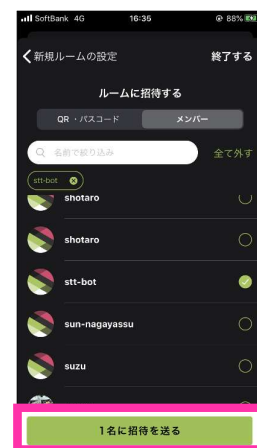 SoftBank 4G 16:35 88%
新規ルームの設定 終了する
ルームに招待する
QR・パスコード メンバー
名前で絞り込み 全て外す
stt-bot
shotaro
shotaro
stt-bot
sun-nagayassu
suzu
1名に招待を送る